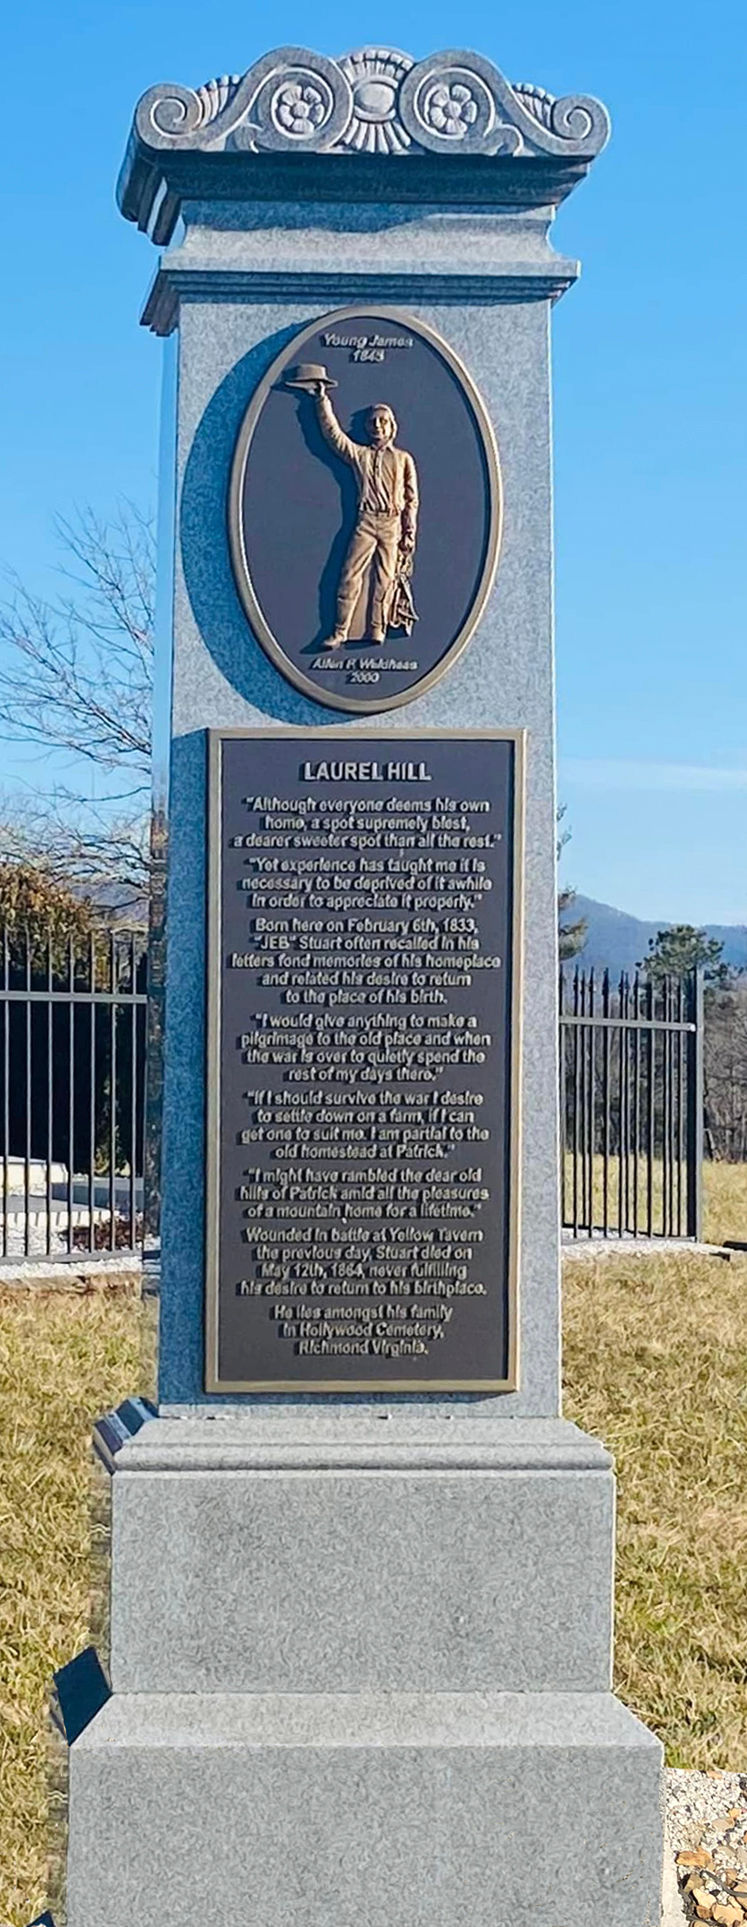 Young James
1843
Allen P. Waldhaas
2000
LAUREL HILL
"Although everyone deems his own
home, a spot supremely blest,
a dearer sweeter spot than all the rest."
"Yet experience has taught me it is
necessary to be deprived of it awhile
in order to appreciate it properly."
Born here on February 6th, 1833,
"JEB" Stuart often recalled in his
letters fond memories of his homeplace
and related his desire to return
to the place of his birth.
"I would give anything to make a
pilgrimage to the old place and when
the war is over to quietly spend the
rest of my days there."
"If I should survive the war I desire
to settle down on a farm, if I can
get one to suit me. I am partial to the
old homestead at Patrick."
"I might have rambled the dear old
hills of Patrick amid all the pleasures
of a mountain home for a lifetime."
Wounded in battle at Yellow Tavern
the previous day, Stuart died on
May 12th, 1864, never fulfilling
his desire to return to his birthplace.
He lies amongst his family
in Hollywood Cemetery,
Richmond Virginia.